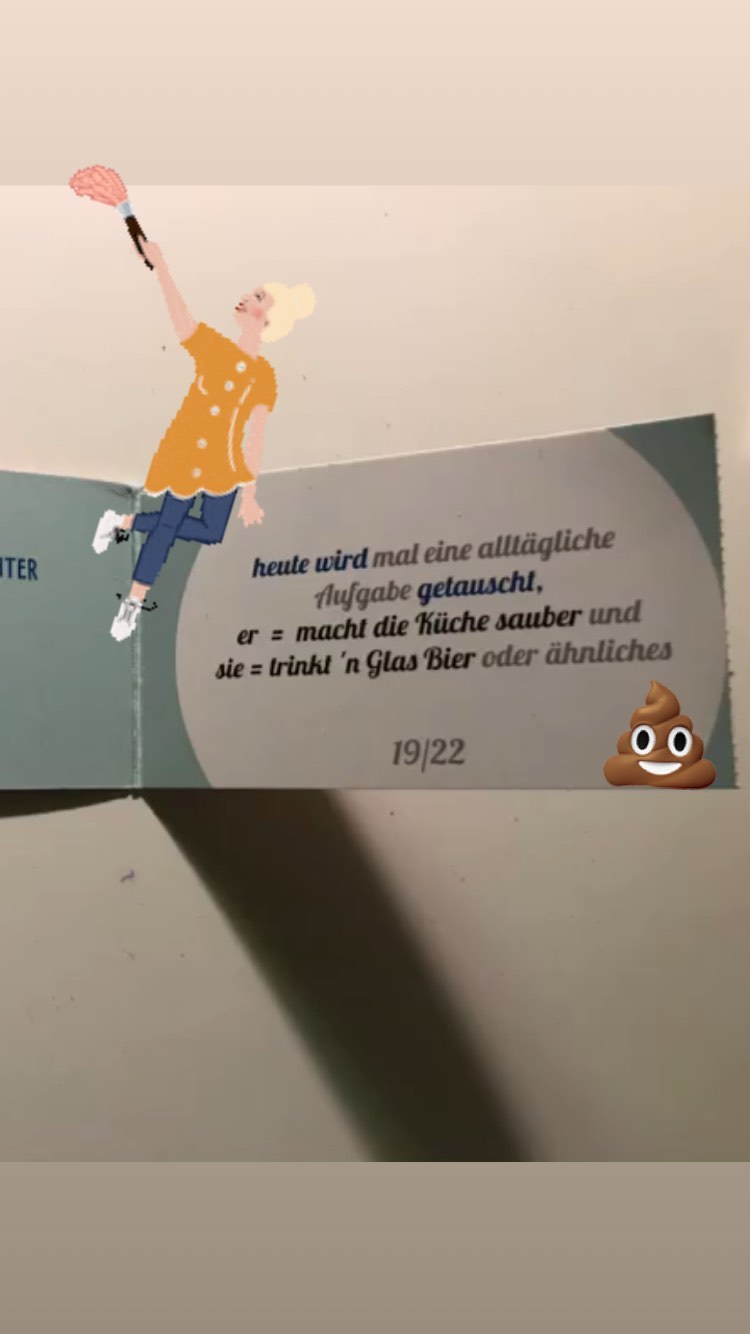 NTER
heute wird mal eine alltägliche
Aufgabe getauscht,
er = macht die Küche sauber und
sie = trinkt 'n Glas Bier oder ähnliches
19/22